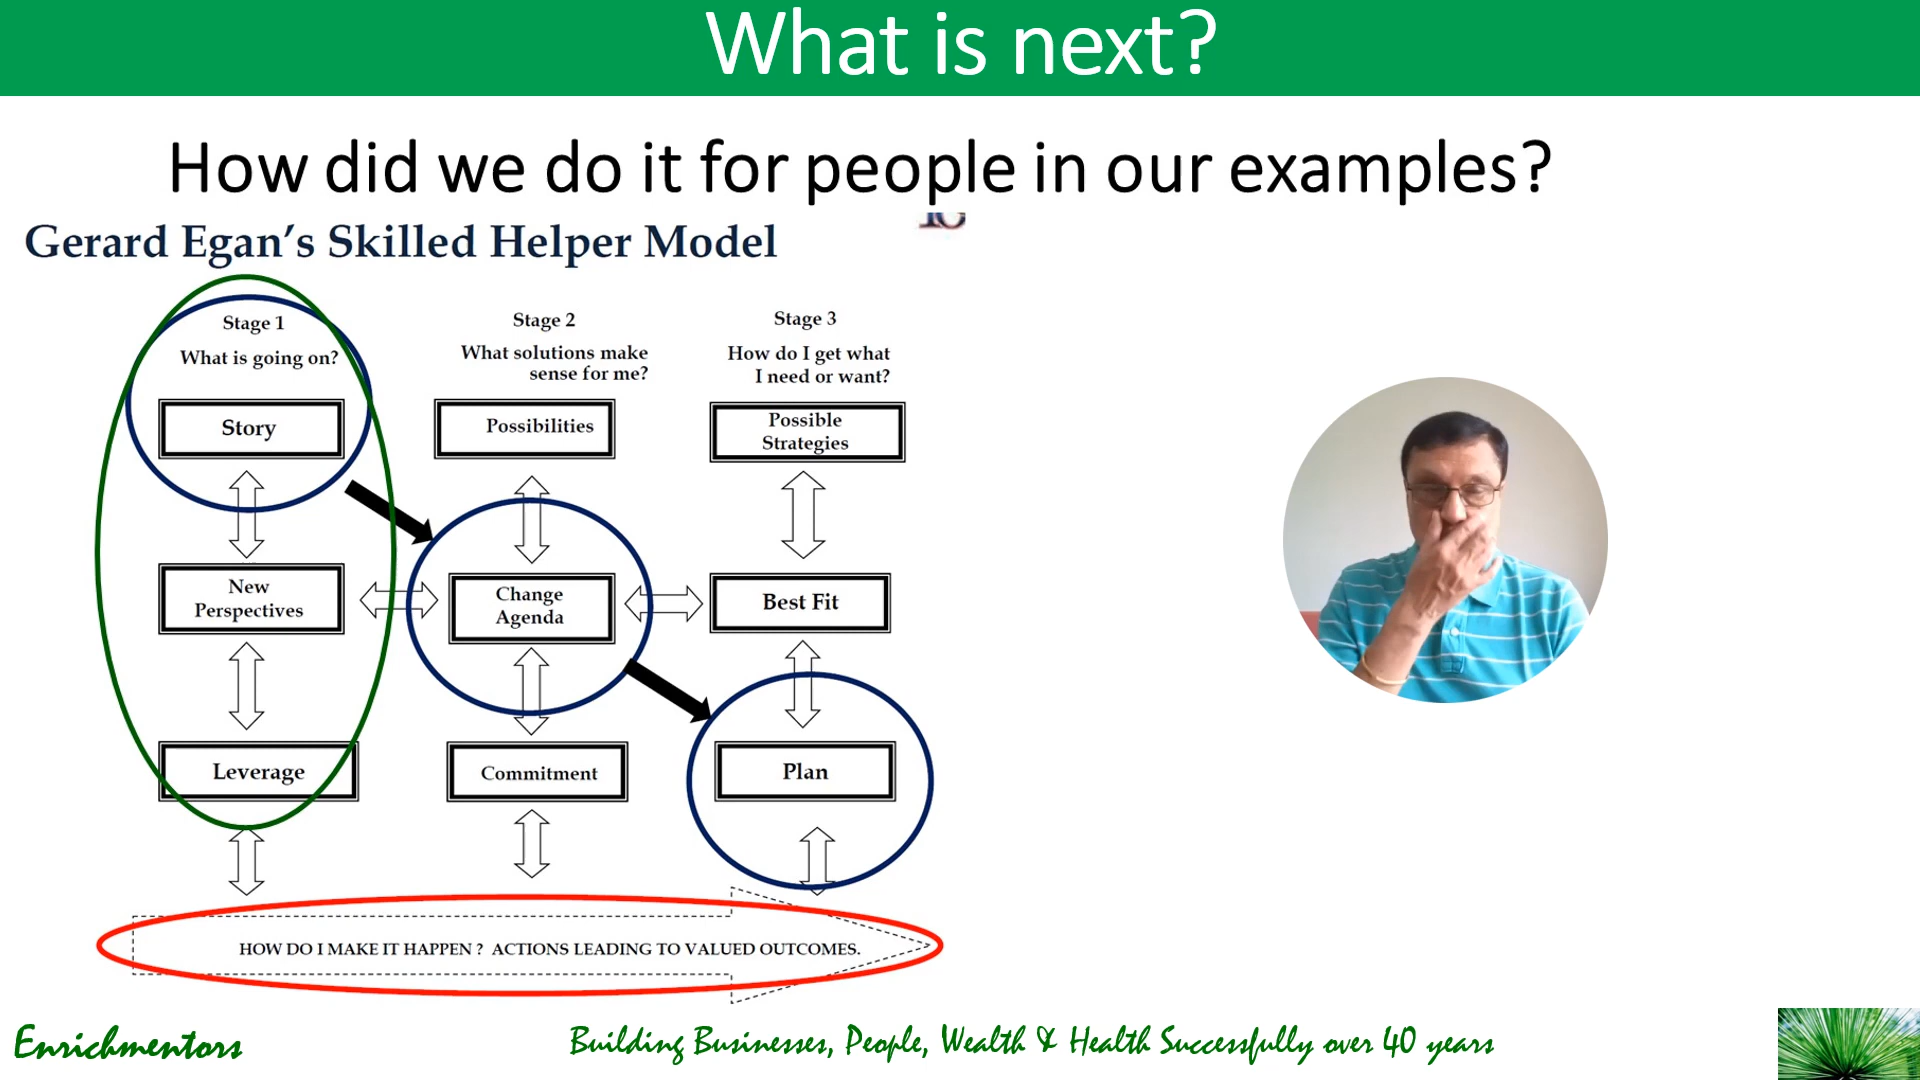 What is next?
How did we do it for people in our examples?
Gerard Egan's Skilled Helper Model
Stage 1
What is going on?
Story
New
Perspectives
Leverage
Stage 2
What solutions make
sense for me?
Possibilities
Change
Agenda
Commitment
Stage 3
How do I get what
I need or want?
Possible
Strategies
Best Fit
Plan
HOW DO I MAKE IT HAPPEN ? ACTIONS LEADING TO VALUED OUTCOMES.
Enrichmentors
Building Businesses, People, Wealth & Health Successfully over 40 years